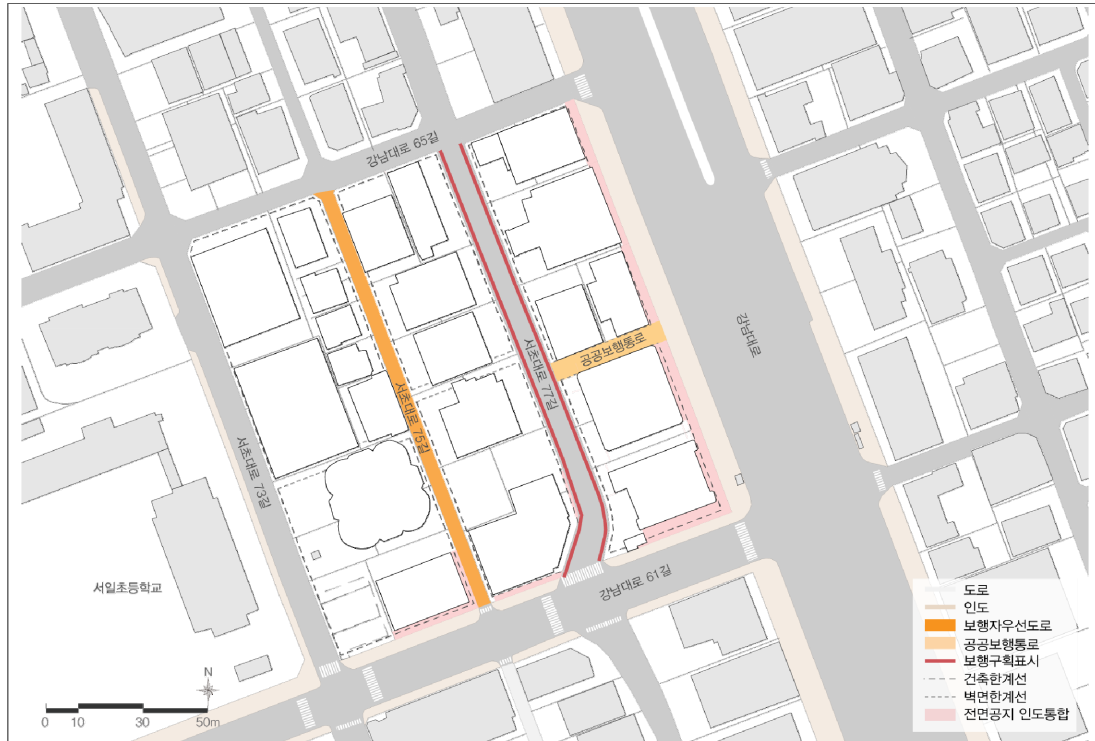 강남대로 65길
강남대로
공공보행통로
서초대로 77길
서초대로 75길
서초대로 73길
강남대로 61길
서일초등학교
도로
인도
보행자우선도로
공공보행통로
보행구획표시
건축한계선
벽면한계선
전면공지 인도통합
N
0 10 30 50m